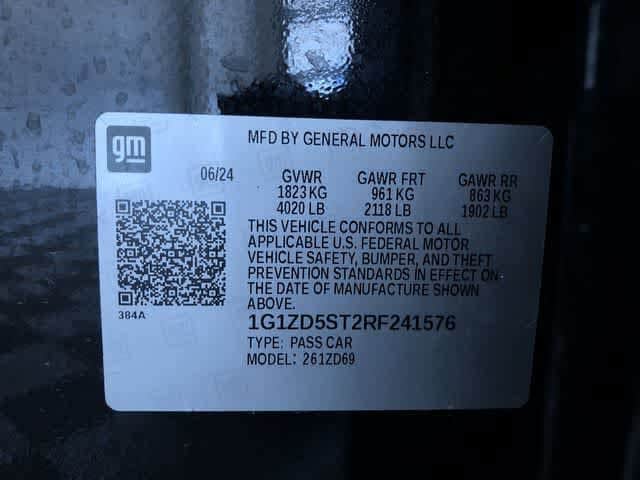 gm
MFD BY GENERAL MOTORS LLC
06/24 GVWR GAWR FRT GAWR RR
1823 KG 961 KG 863 KG
4020 LB 2118 LB 1902 LB
THIS VEHICLE CONFORMS TO ALL
APPLICABLE U.S. FEDERAL MOTOR
VEHICLE SAFETY, BUMPER, AND THEFT
PREVENTION STANDARDS IN EFFECT ON
THE DATE OF MANUFACTURE SHOWN
ABOVE.
384A
1G1ZD5ST2RF241576
TYPE: PASS CAR
MODEL: 261ZD69